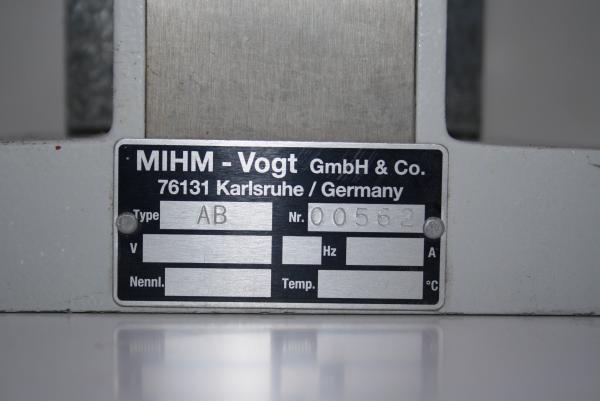 MIHM - Vogt GmbH & Co.
76131 Karlsruhe / Germany
Type AB Nr. 00562
V Hz A
Nennl. Temp. °C